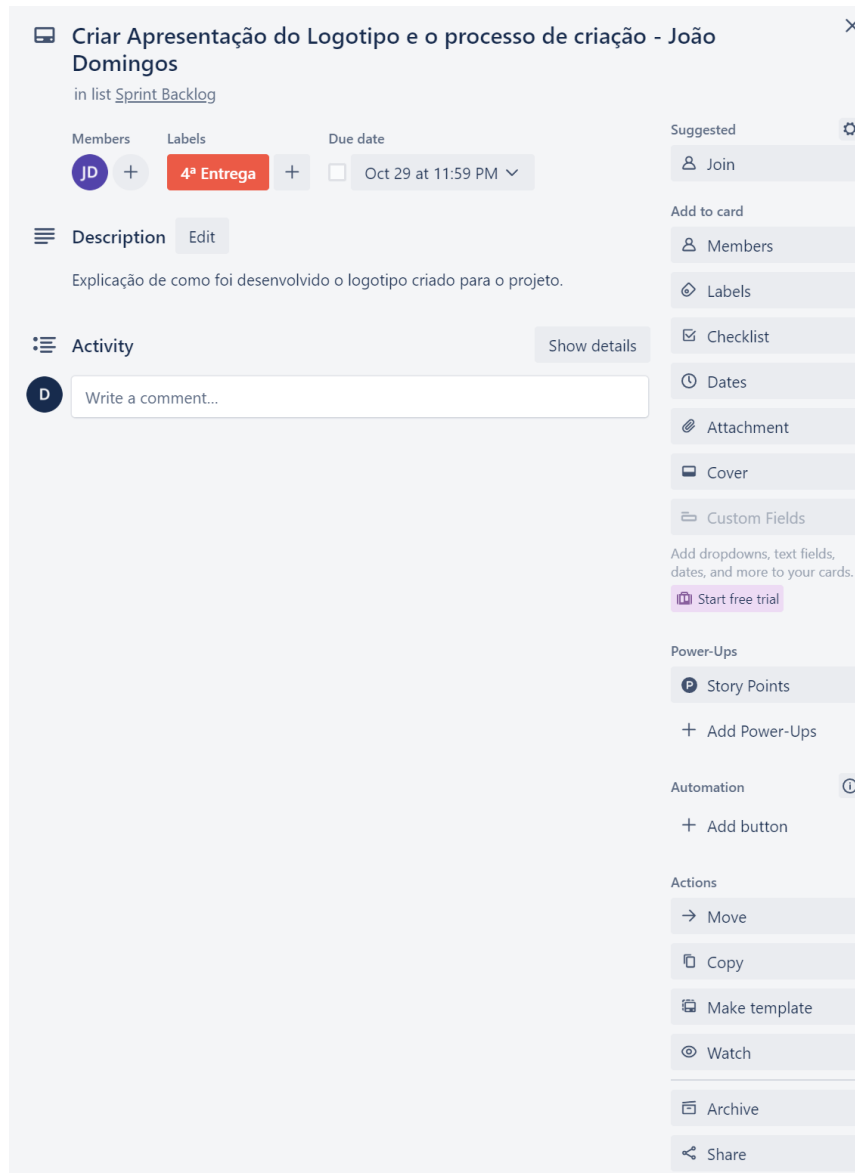 Criar Apresentação do Logotipo e o processo de criação - João
Domingos
in list Sprint Backlog
Members
Labels
Due date
JD
4ª Entrega
Oct 29 at 11:59 PM
Description
Edit
Explicação de como foi desenvolvido o logotipo criado para o projeto.
Activity
Show details
D
Write a comment...
Suggested
Join
Add to card
Members
Labels
Checklist
Dates
Attachment
Cover
Custom Fields
Add dropdowns, text fields,
dates, and more to your cards.
Start free trial
Power-Ups
P
Story Points
+ Add Power-Ups
Automation
+ Add button
Actions
Move
Copy
Make template
Watch
Archive
Share